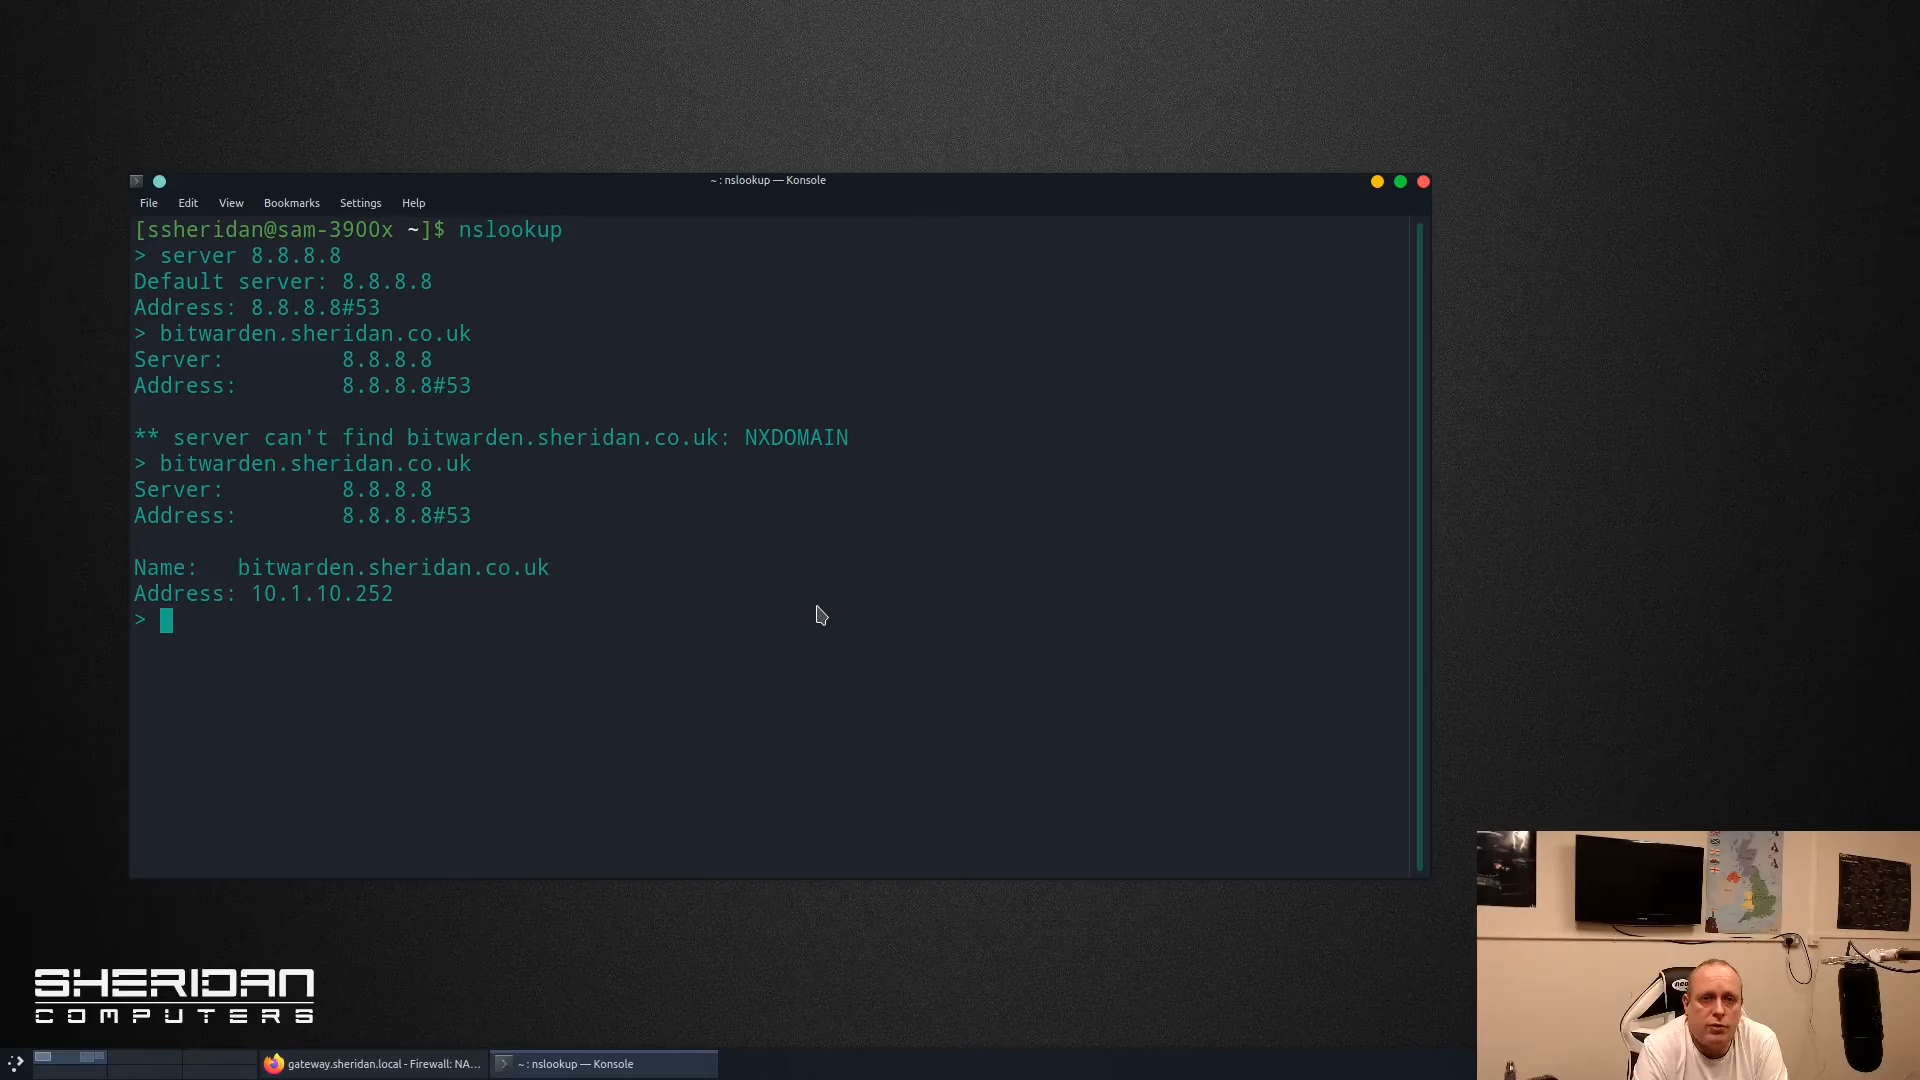 ~ : nslookup — Konsole
File Edit View Bookmarks Settings Help
[ssheridan@sam-3900x ~]$ nslookup
> server 8.8.8.8
Default server: 8.8.8.8
Address: 8.8.8.8#53
> bitwarden.sheridan.co.uk
Server: 8.8.8.8
Address: 8.8.8.8#53
** server can't find bitwarden.sheridan.co.uk: NXDOMAIN
> bitwarden.sheridan.co.uk
Server: 8.8.8.8
Address: 8.8.8.8#53
Name: bitwarden.sheridan.co.uk
Address: 10.1.10.252
>
SHERIDAN
COMPUTERS
gateway.sheridan.local - Firewall: NA...
~ : nslookup — Konsole